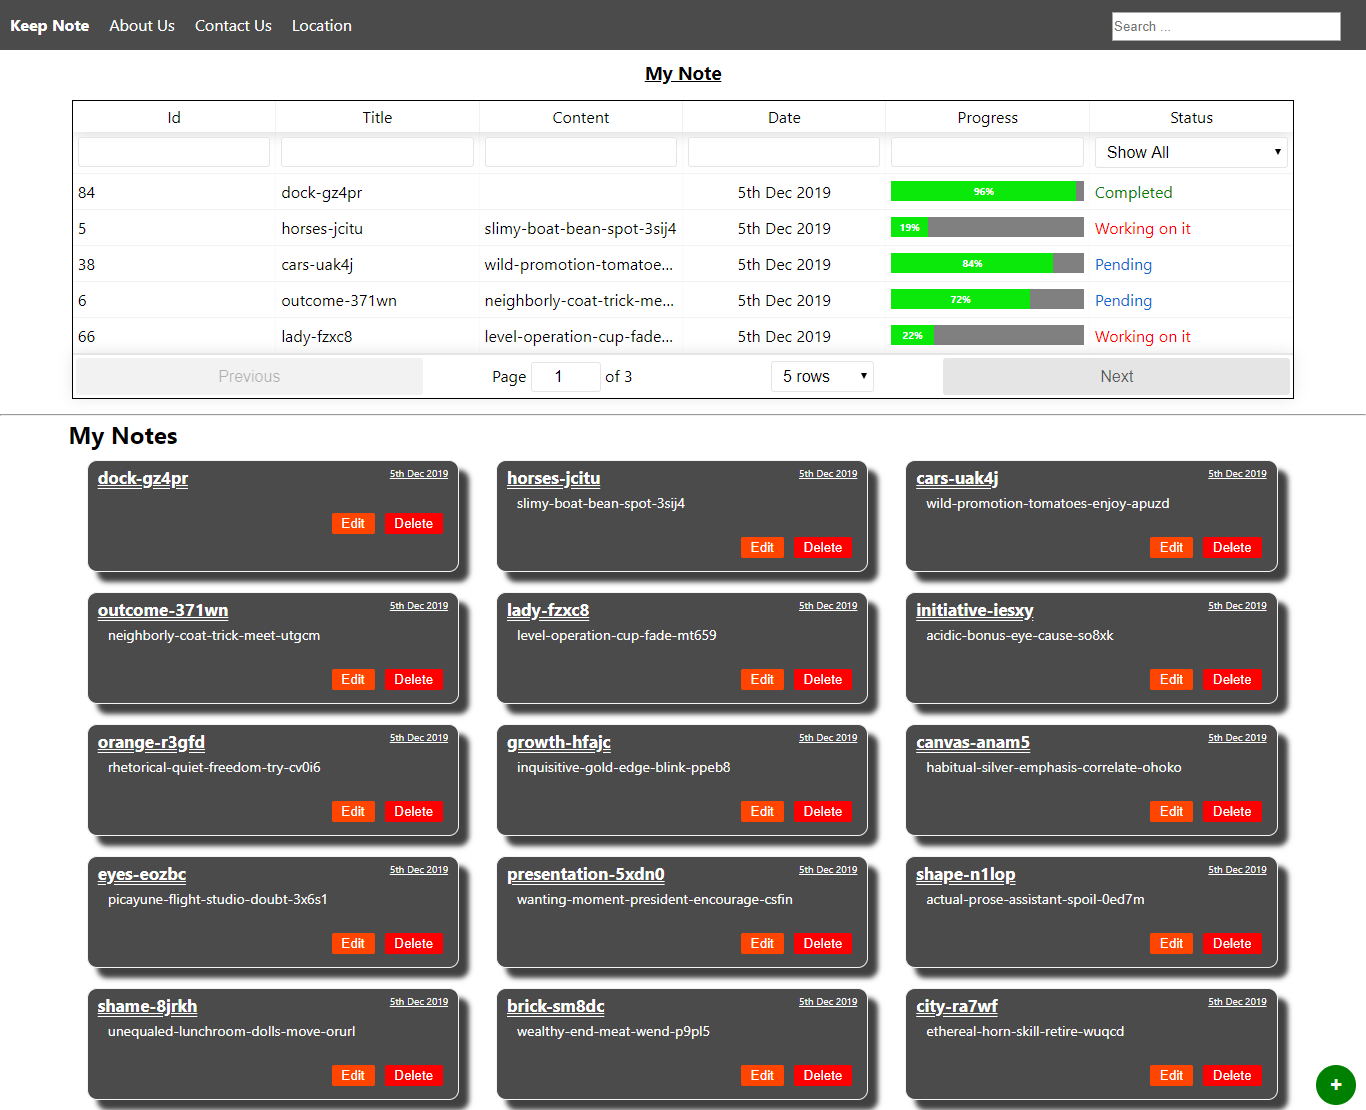 Keep Note About Us Contact Us Location Search ...
My Note
Id Title Content Date Progress Status
Show All
84 dock-gz4pr 5th Dec 2019 96% Completed
5 horses-jcitu slimy-boat-bean-spot-3sij4 5th Dec 2019 19% Working on it
38 cars-uak4j wild-promotion-tomatoe... 5th Dec 2019 84% Pending
6 outcome-371wn neighborly-coat-trick-me... 5th Dec 2019 72% Pending
66 lady-fzxc8 level-operation-cup-fade... 5th Dec 2019 22% Working on it
Previous Page 1 of 3 5 rows Next
My Notes
dock-gz4pr 5th Dec 2019
Edit Delete
horses-jcitu 5th Dec 2019
slimy-boat-bean-spot-3sij4
Edit Delete
cars-uak4j 5th Dec 2019
wild-promotion-tomatoes-enjoy-apuzd
Edit Delete
outcome-371wn 5th Dec 2019
neighborly-coat-trick-meet-utgcm
Edit Delete
lady-fzxc8 5th Dec 2019
level-operation-cup-fade-mt659
Edit Delete
initiative-iesxy 5th Dec 2019
acidic-bonus-eye-cause-so8xk
Edit Delete
orange-r3gfd 5th Dec 2019
rhetorical-quiet-freedom-try-cv0i6
Edit Delete
growth-hfajc 5th Dec 2019
inquisitive-gold-edge-blink-ppeb8
Edit Delete
canvas-anam5 5th Dec 2019
habitual-silver-emphasis-correlate-ohoko
Edit Delete
eyes-eozbc 5th Dec 2019
picayune-flight-studio-doubt-3x6s1
Edit Delete
presentation-5xdn0 5th Dec 2019
wanting-moment-president-encourage-csfin
Edit Delete
shape-n1lop 5th Dec 2019
actual-prose-assistant-spoil-0ed7m
Edit Delete
shame-8jrkh 5th Dec 2019
unequaled-lunchroom-dolls-move-orurl
Edit Delete
brick-sm8dc 5th Dec 2019
wealthy-end-meat-wend-p9pl5
Edit Delete
city-ra7wf 5th Dec 2019
ethereal-horn-skill-retire-wuqcd
Edit Delete
+